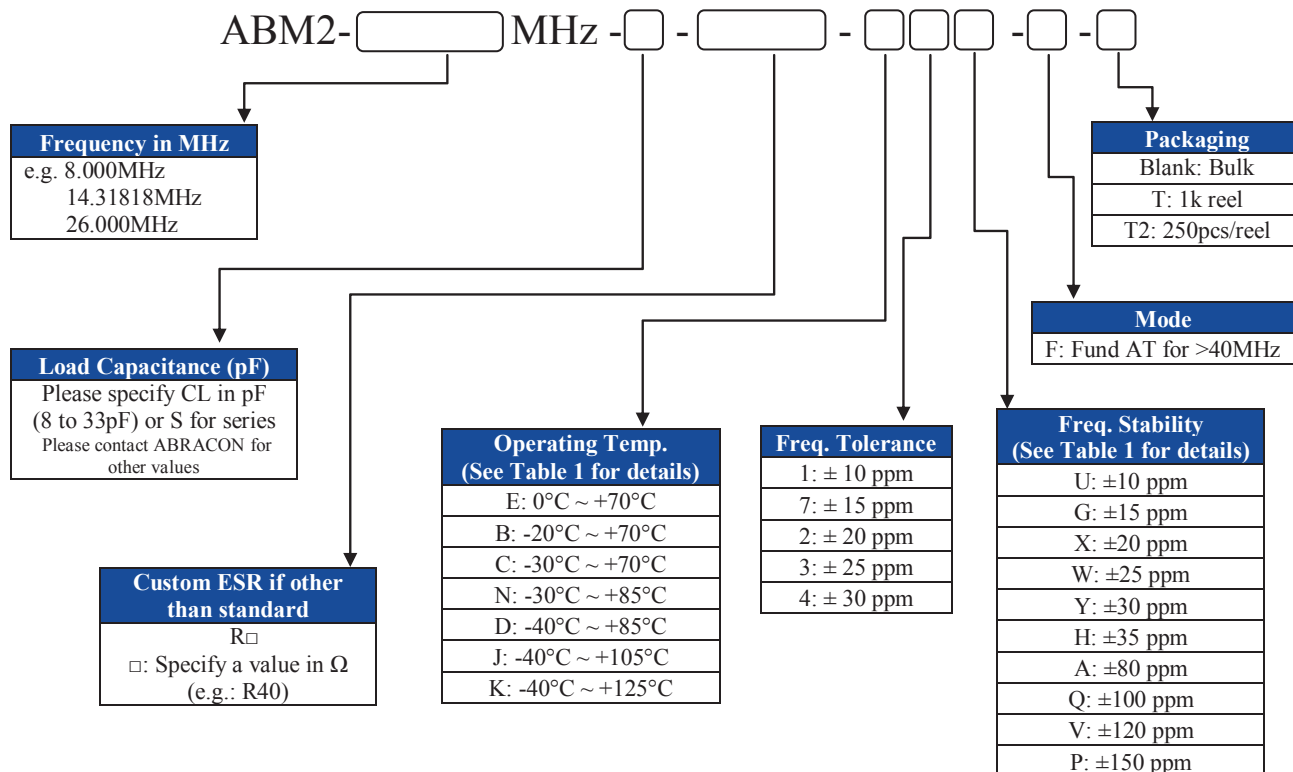 ABM2- MHz - - - - -
Frequency in MHz
e.g. 8.000MHz
14.31818MHz
26.000MHz
Packaging
Blank: Bulk
T: 1k reel
T2: 250pcs/reel
Mode
F: Fund AT for >40MHz
Load Capacitance (pF)
Please specify CL in pF
(8 to 33pF) or S for series
Please contact ABRACON for
other values
Custom ESR if other
than standard
R□
□: Specify a value in Ω
(e.g.: R40)
Operating Temp.
(See Table 1 for details)
E: 0°C ~ +70°C
B: -20°C ~ +70°C
C: -30°C ~ +70°C
N: -30°C ~ +85°C
D: -40°C ~ +85°C
J: -40°C ~ +105°C
K: -40°C ~ +125°C
Freq. Tolerance
1: ± 10 ppm
7: ± 15 ppm
2: ± 20 ppm
3: ± 25 ppm
4: ± 30 ppm
Freq. Stability
(See Table 1 for details)
U: ±10 ppm
G: ±15 ppm
X: ±20 ppm
W: ±25 ppm
Y: ±30 ppm
H: ±35 ppm
A: ±80 ppm
Q: ±100 ppm
V: ±120 ppm
P: ±150 ppm